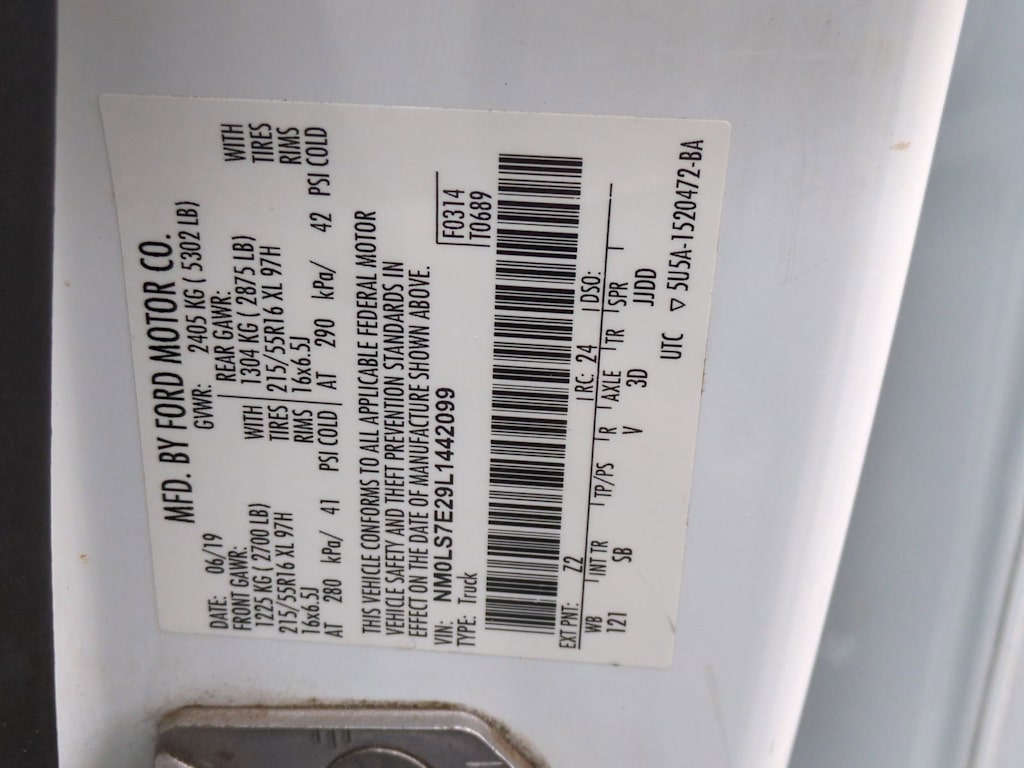 MFD. BY FORD MOTOR CO.
DATE: 06/19 GVWR: 2405 KG ( 5302 LB)
FRONT GAWR: REAR GAWR:
1225 KG ( 2700 LB) WITH 1304 KG ( 2875 LB) WITH
215/55R16 XL 97H TIRES 215/55R16 XL 97H TIRES
16x6.5J RIMS 16x6.5J RIMS
AT 280 kPa/ 41 PSI COLD AT 290 kPa/ 42 PSI COLD
THIS VEHICLE CONFORMS TO ALL APPLICABLE FEDERAL MOTOR
VEHICLE SAFETY AND THEFT PREVENTION STANDARDS IN
EFFECT ON THE DATE OF MANUFACTURE SHOWN ABOVE.
VIN: NM0LS7E29L1442099 F0314
TYPE: Truck T0689
EXT PNT: Z2 RC: 24 DSO:
WB INT TR TP/PS R AXLE TR SPR
121 SB V 3D JJDD
UTC ▽ 5U5A-1520472-BA